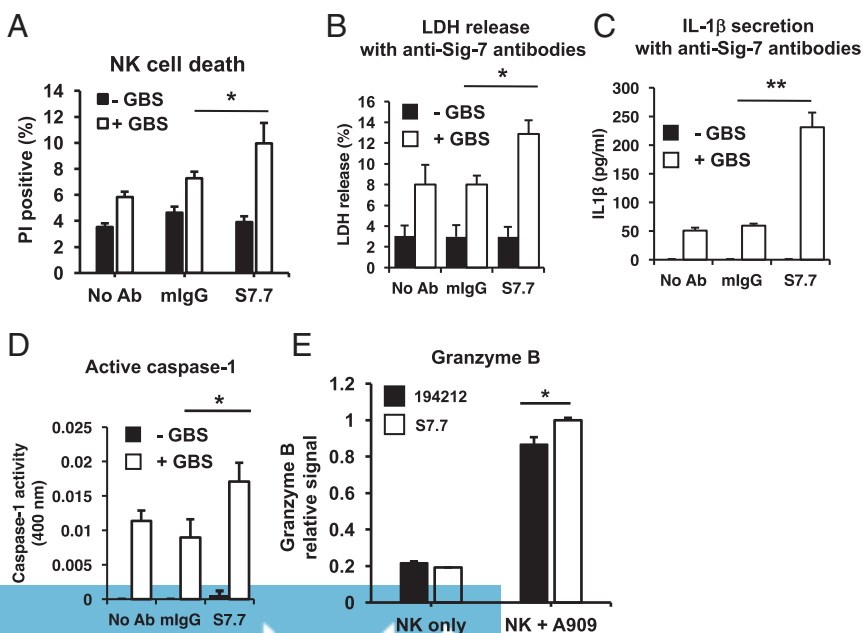 A
NK cell death
PI positive (%)
14
12
10
8
6
4
2
0
- GBS
+ GBS
*
No Ab mIgG S7.7
B
LDH release
with anti-Sig-7 antibodies
LDH release (%)
16
14
12
10
8
6
4
2
0
- GBS
+ GBS
*
No Ab mIgG S7.7
C
IL-1β secretion
with anti-Sig-7 antibodies
IL1β (pg/ml)
300
250
200
150
100
50
0
- GBS
+ GBS
**
No Ab mIgG S7.7
D
Active caspase-1
Caspase-1 activity
(400 nm)
0.025
0.02
0.015
0.01
0.005
0
- GBS
+ GBS
*
No Ab mIgG S7.7
E
Granzyme B
Granzyme B
relative signal
1.2
1
0.8
0.6
0.4
0.2
0
194212
S7.7
*
NK only NK + A909